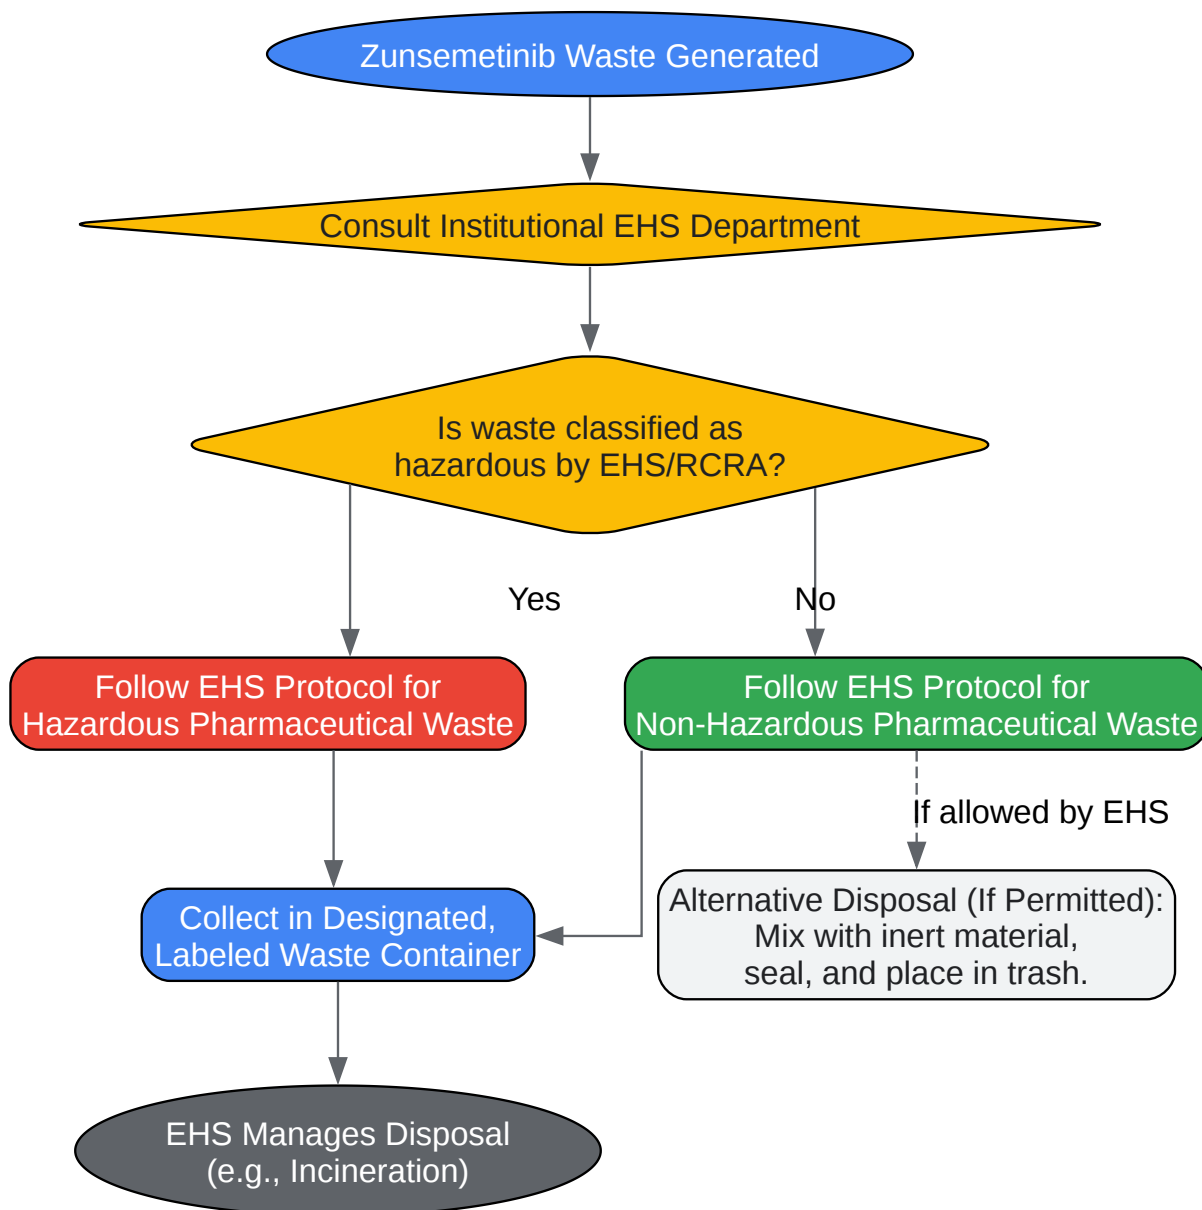 Zunsemetinib Waste Generated
Consult Institutional EHS Department
Is waste classified as
hazardous by EHS/RCRA?
Yes
No
Follow EHS Protocol for
Hazardous Pharmaceutical Waste
Follow EHS Protocol for
Non-Hazardous Pharmaceutical Waste
If allowed by EHS
Collect in Designated,
Labeled Waste Container
Alternative Disposal (If Permitted):
Mix with inert material,
seal, and place in trash.
EHS Manages Disposal
(e.g., Incineration)